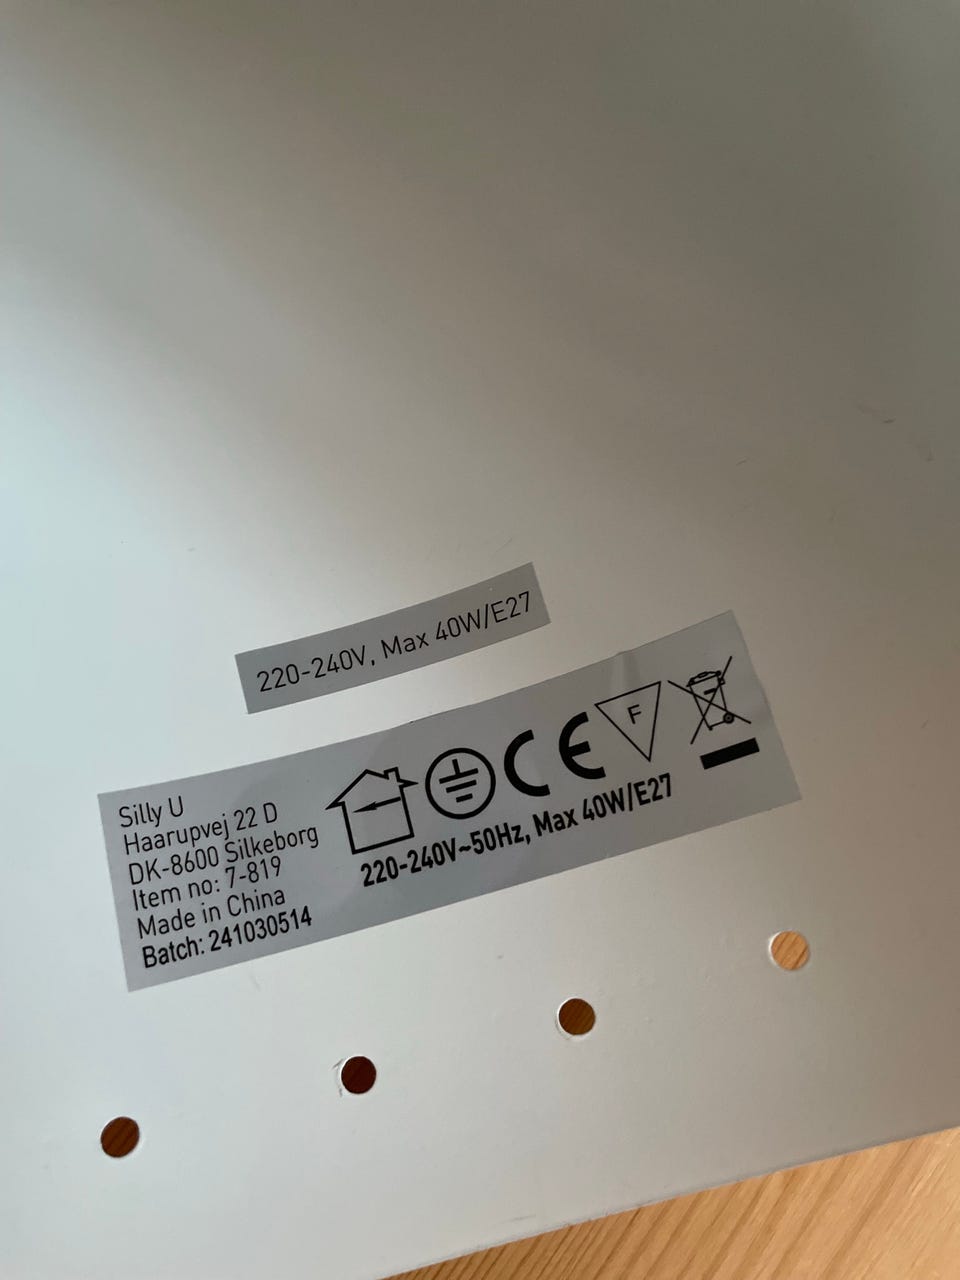 220-240V, Max 40W/E27
Silly U
Haarupvej 22 D
DK-8600 Silkeborg
Item no: 7-819
Made in China
Batch: 241030514
CE
F
220-240V~50Hz, Max 40W/E27